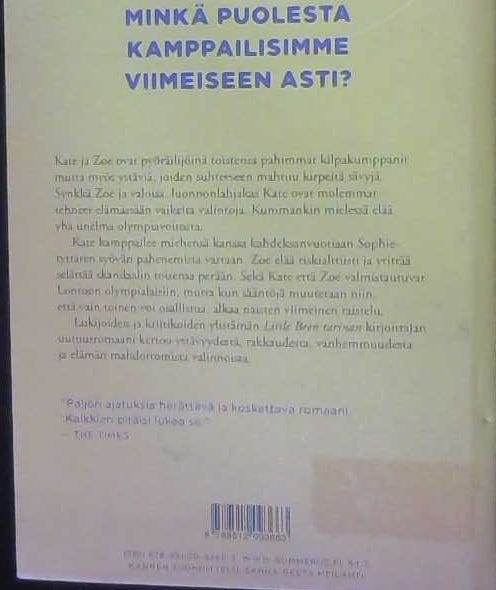 MINKÄ PUOLESTA
KAMPPAILISIMME
VIIMEISEEN ASTI?
Kate ja Zoe ovat pyöräilijöinä toistensa pahimmat kilpakumppanit
mutta myös ystäviä, joiden suhteeseen mahtuu kirpeitä sävyjä.
Synkkä Zoe ja valoisa, luonnonlahjakas Kate ovat molemmat
tehneet elämässään vaikeita valintoja. Kummankin mielessä elää
yhä unelma olympiavoitosta.
Kate kamppailee miehensä kanssa kahdeksanvuotiaan Sophie-
tyttären syövän pahenemista vastaan. Zoe elää riskialttiisti ja yrittää
selättää skandaalin toisensa perään. Sekä Kate että Zoe valmistautuvat
Lontoon olympialaisiin, mutta kun sääntöjä muutetaan niin,
että vain toinen voi osallistua, alkaa naisten viimeinen taistelu.
Lukijoiden ja kriitikoiden ylistämän Little Been tarinan kirjoittajan
uutuusromaani kertoo ystävyydestä, rakkaudesta, vanhemmuudesta
ja elämän mahdottomista valinnoista.
"Paljon ajatuksia herättävä ja koskettava romaani.
Kaikkien pitäisi lukea se."
– THE TIMES
KANNEN SUUNNITTELU: SANNA-REETA MEILAHTI